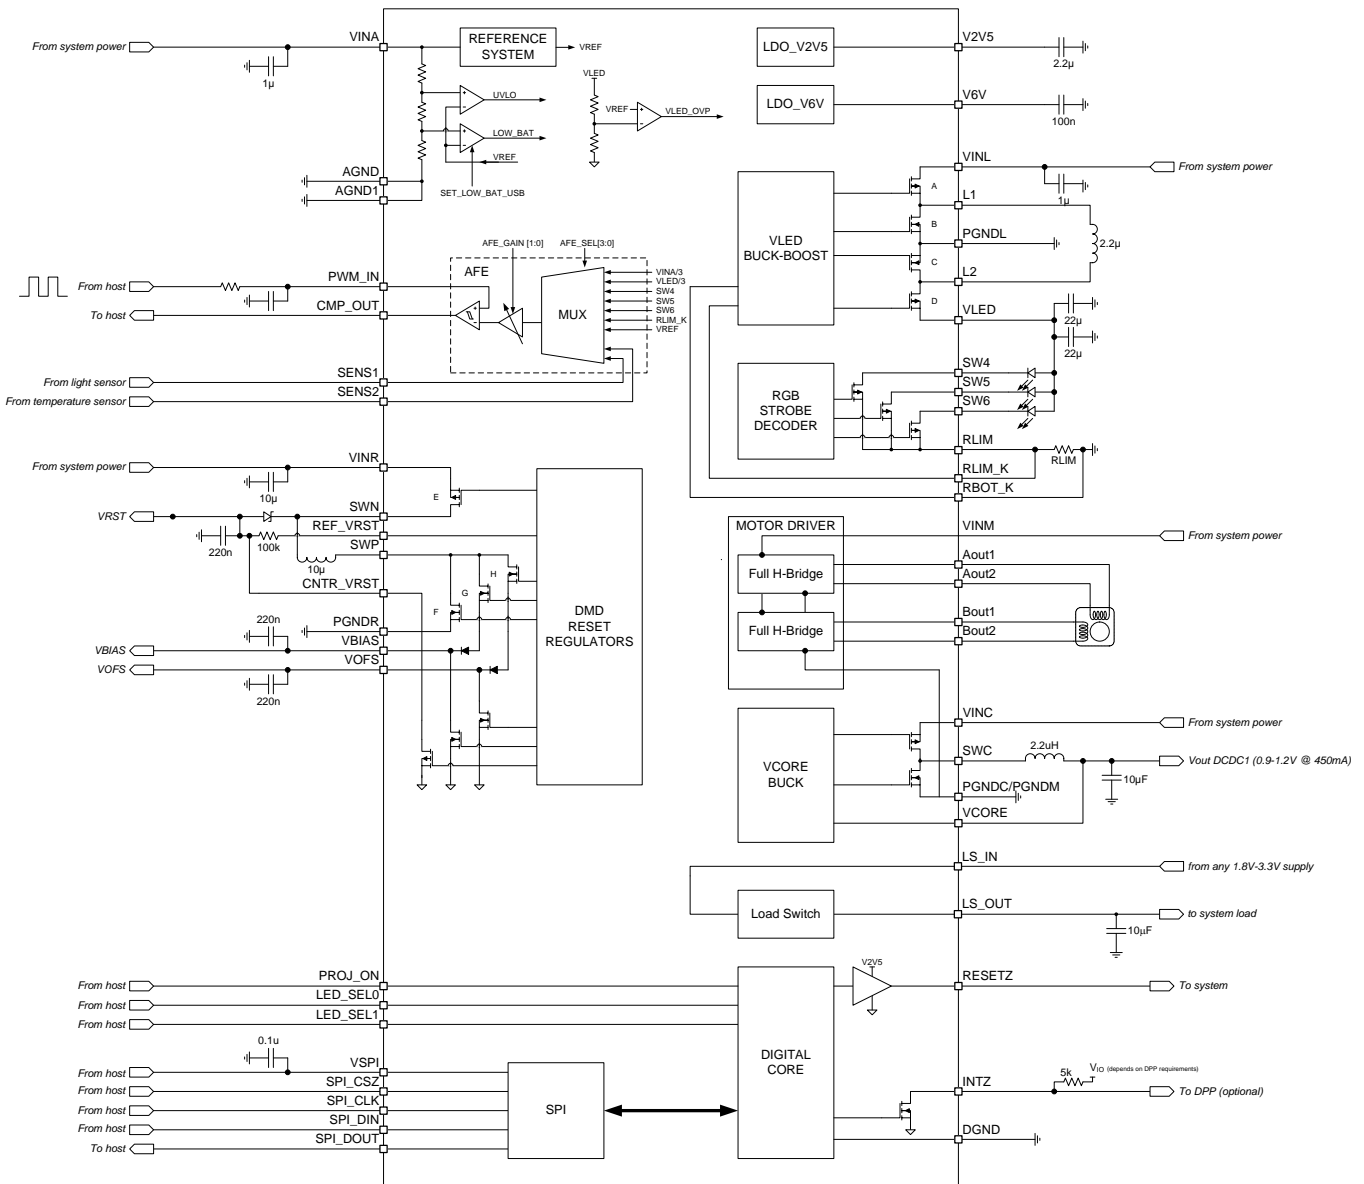 From system power
VINA
1µ
REFERENCE
SYSTEM
VREF
UVLO
LOW_BAT
VREF
SET_LOW_BAT_USB
VLED
VREF
VLED_OVP
AGND
AGND1
LDO_V2V5
V2V5
2.2µ
LDO_V6V
V6V
100n
VINL
From system power
1µ
L1
A
B
VLED
BUCK-BOOST
PGNDL
2.2µ
C
L2
D
VLED
22µ
22µ
AFE_GAIN [1:0]
AFE_SEL[3:0]
From host
PWM_IN
AFE
To host
CMP_OUT
MUX
VINA/3
VLED/3
SW4
SW5
SW6
RLIM_K
VREF
From light sensor
SENS1
From temperature sensor
SENS2
SW4
SW5
SW6
RGB
STROBE
DECODER
RLIM
RLIM
RLIM_K
RBOT_K
From system power
VINR
10µ
E
VRST
SWN
REF_VRST
220n
100k
SWP
10µ
H
CNTR_VRST
G
F
PGNDR
220n
VBIAS
VBIAS
VOFS
VOFS
220n
DMD
RESET
REGULATORS
MOTOR DRIVER
VINM
From system power
Full H-Bridge
Aout1
Aout2
Full H-Bridge
Bout1
Bout2
VINC
From system power
VCORE
BUCK
SWC
2.2uH
Vout DCDC1 (0.9-1.2V @ 450mA)
10µF
PGNDC/PGNDM
VCORE
LS_IN
from any 1.8V-3.3V supply
Load Switch
LS_OUT
to system load
10µF
From host
PROJ_ON
From host
LED_SEL0
From host
LED_SEL1
V2V5
RESETZ
To system
0.1u
From host
VSPI
From host
SPI_CSZ
From host
SPI_CLK
From host
SPI_DIN
To host
SPI_DOUT
SPI
DIGITAL
CORE
5k
VIO (depends on DPP requirements)
INTZ
To DPP (optional)
DGND